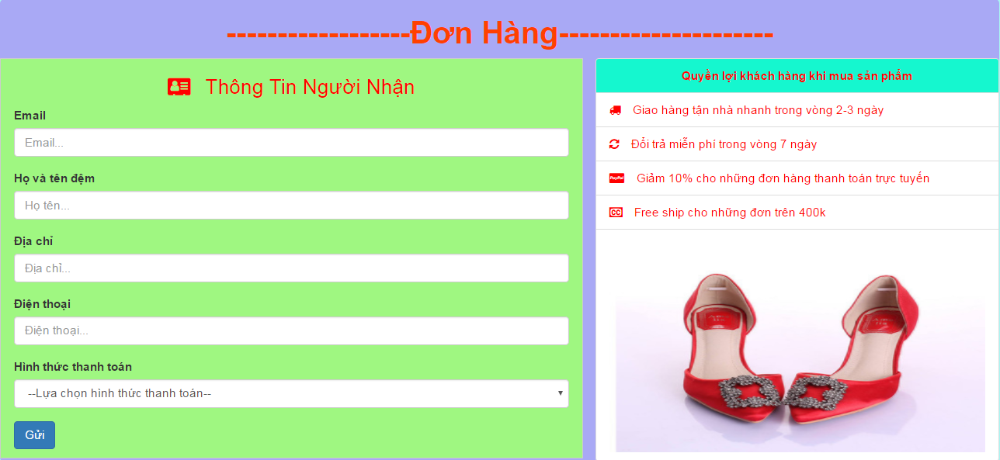 ------------------Đơn Hàng---------------------
Thông Tin Người Nhận
Email
Email...
Họ và tên đệm
Họ tên...
Địa chỉ
Địa chỉ...
Điện thoại
Điện thoại...
Hình thức thanh toán
--Lựa chọn hình thức thanh toán--
Gửi
Quyền lợi khách hàng khi mua sản phẩm
Giao hàng tận nhà nhanh trong vòng 2-3 ngày
Đổi trả miễn phí trong vòng 7 ngày
PayPal Giảm 10% cho những đơn hàng thanh toán trực tuyến
CC Free ship cho những đơn trên 400k